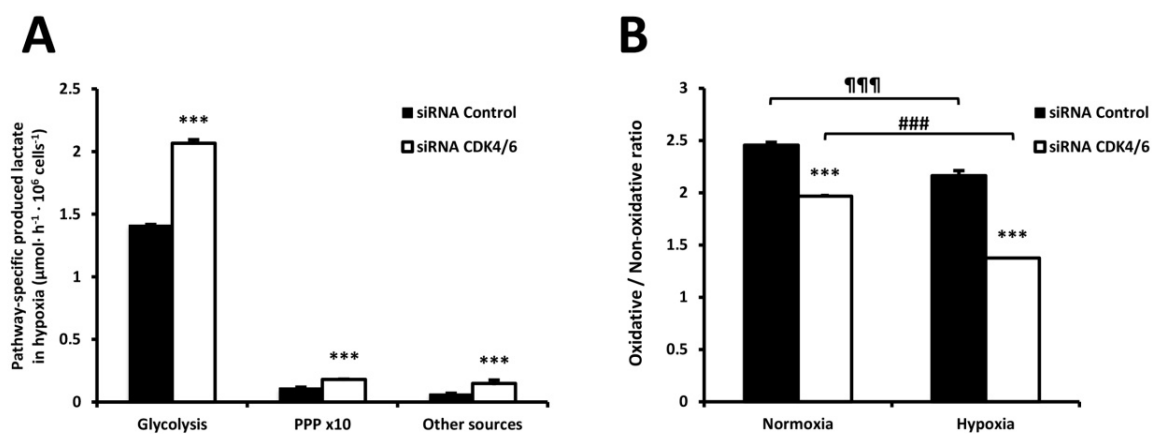 A
Pathway-specific produced lactate
in hypoxia (µmol· h⁻¹ · 10⁶ cells⁻¹)
2.5
2
1.5
1
0.5
0
***
***
***
siRNA Control
siRNA CDK4/6
Glycolysis
PPP x10
Other sources
B
Oxidative / Non-oxidative ratio
3
2.5
2
1.5
1
0.5
0
¶¶¶
###
***
***
siRNA Control
siRNA CDK4/6
Normoxia
Hypoxia